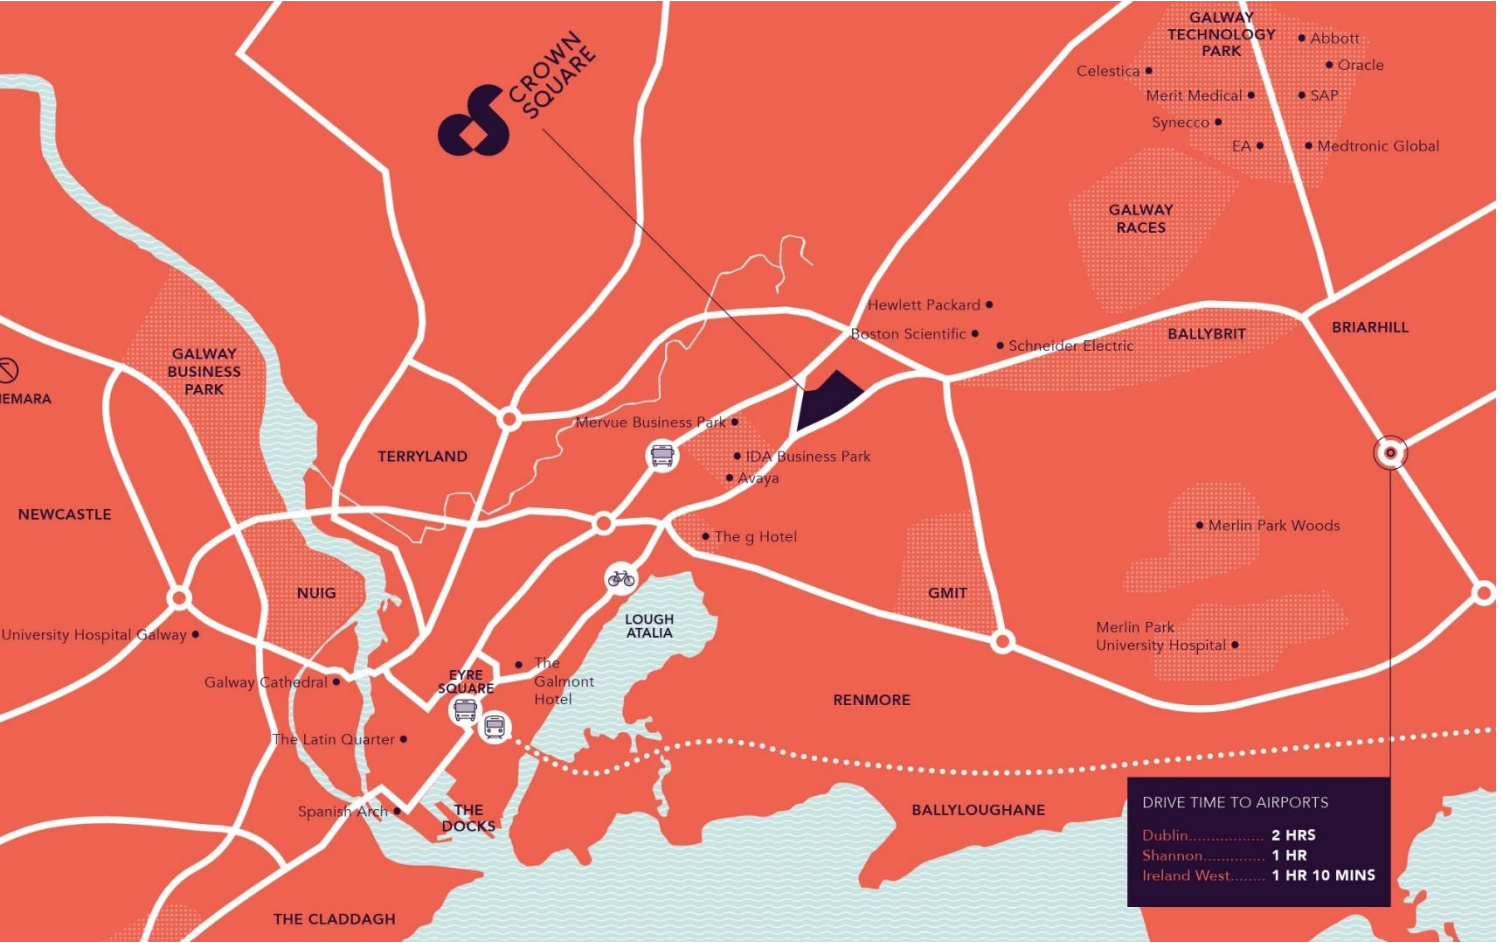 GALWAY
TECHNOLOGY
PARK
Abbott
Oracle
Celestica
Merit Medical
SAP
Synecco
EA
Medtronic Global
CROWN
SQUARE
GALWAY
RACES
Hewlett Packard
Boston Scientific
Schneider Electric
BALLYBRIT
BRIARHILL
GALWAY
BUSINESS
PARK
EMARA
Mervue Business Park
IDA Business Park
Avaya
TERRYLAND
NEWCASTLE
The g Hotel
Merlin Park Woods
NUIG
GMIT
LOUGH
ATALIA
University Hospital Galway
Merlin Park
University Hospital
EYRE
SQUARE
The
Galmont
Hotel
Galway Cathedral
RENMORE
The Latin Quarter
Spanish Arch
THE
DOCKS
BALLYLOUGHANE
THE CLADDAGH
DRIVE TIME TO AIRPORTS
Dublin................... 2 HRS
Shannon.............. 1 HR
Ireland West........ 1 HR 10 MINS